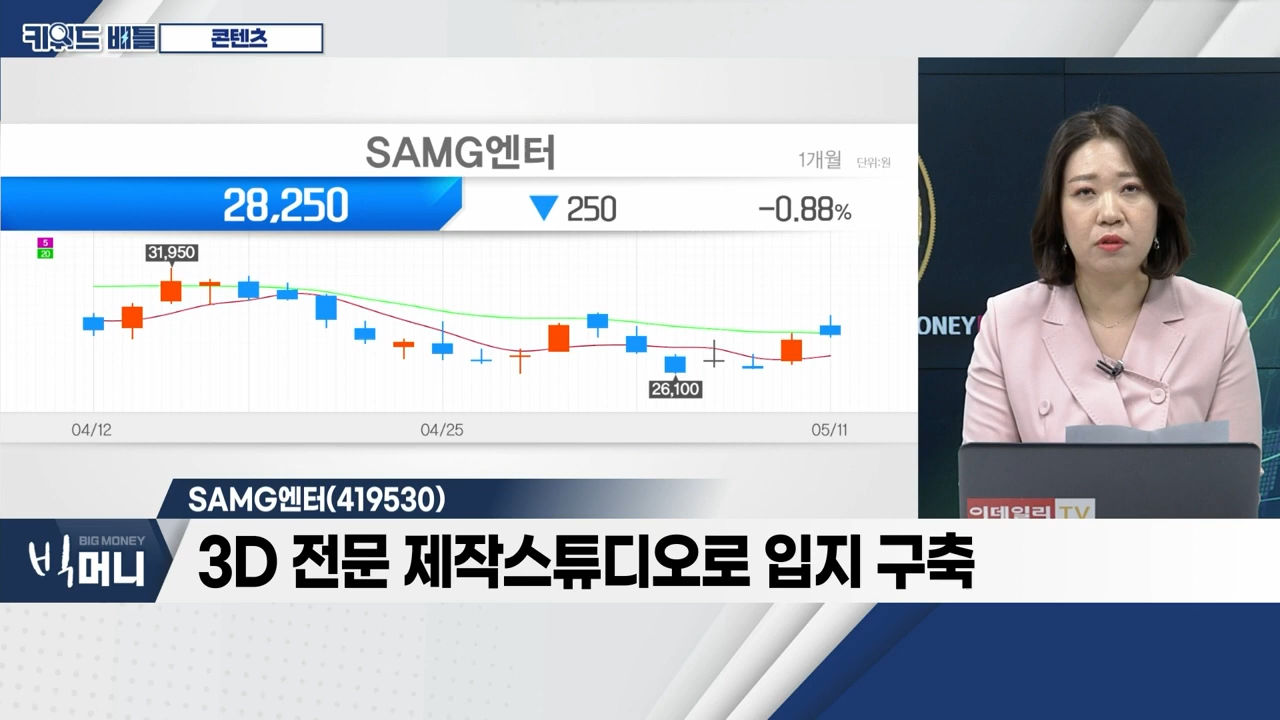 키워드 배틀
콘텐츠
SAMG엔터
1개월 단위:원
28,250
▼ 250
-0.88%
5
20
31,950
26,100
04/12
04/25
05/11
ONEY
SAMG엔터(419530)
이데일리 TV
BIG MONEY
빅머니
3D 전문 제작스튜디오로 입지 구축